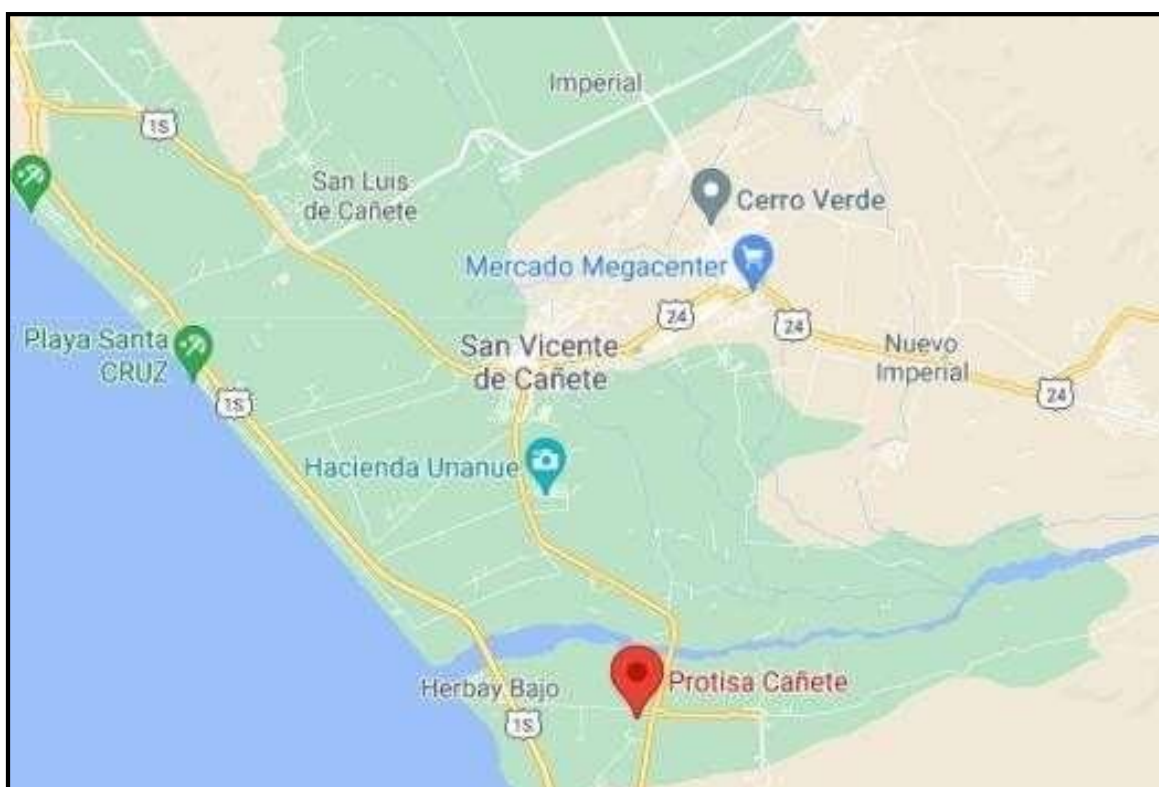 Imperial
1S
San Luis
de Cañete
Cerro Verde
Mercado Megacenter
24
24
Playa Santa
CRUZ
San Vicente
de Cañete
Nuevo
Imperial
1S
24
Hacienda Unanue
Herbay Bajo
Protisa Cañete
1S